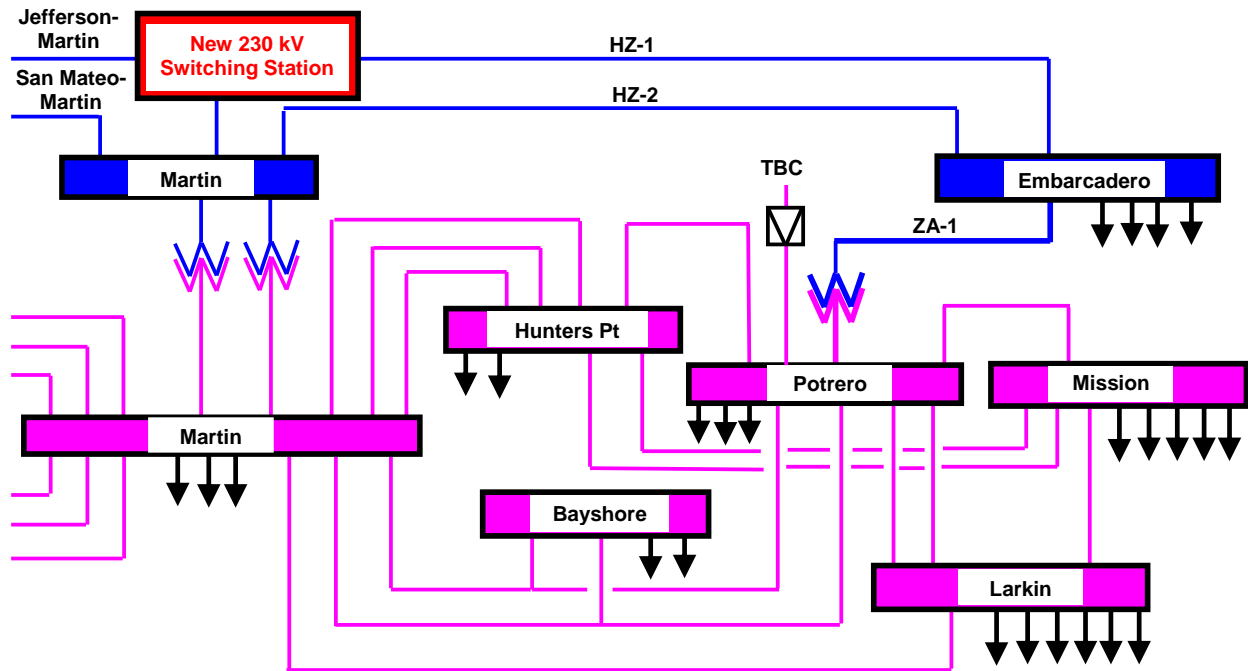 Jefferson-
Martin
New 230 kV
Switching Station
HZ-1
San Mateo-
Martin
HZ-2
Martin
TBC
Embarcadero
ZA-1
Hunters Pt
Potrero
Mission
Martin
Bayshore
Larkin